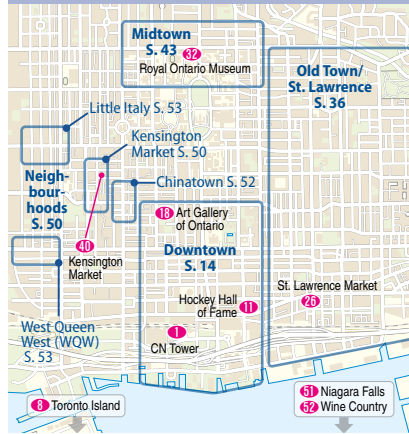 Midtown
S. 43
32
Royal Ontario Museum
Old Town/
St. Lawrence
S. 36
Little Italy S. 53
Kensington
Market S. 50
Neigh-
bour-
hoods
S. 50
Chinatown S. 52
18 Art Gallery
of Ontario
40
Kensington
Market
Downtown
S. 14
St. Lawrence Market
26
Hockey Hall
of Fame 11
West Queen
West (WQW)
S. 53
1
CN Tower
8 Toronto Island
51 Niagara Falls
52 Wine Country